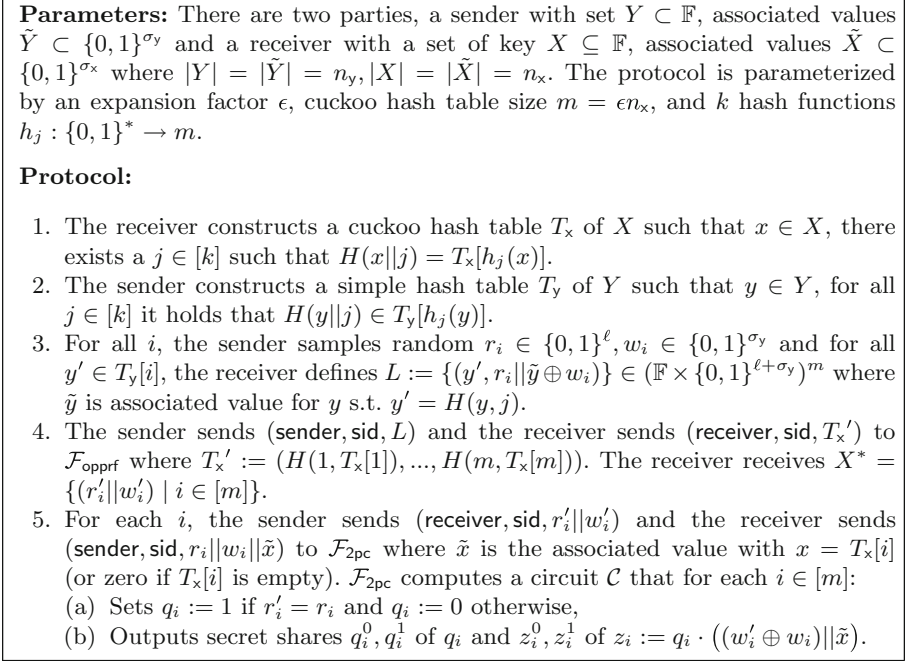 Parameters: There are two parties, a sender with set Y ⊂ 𝔽, associated values
Ỹ ⊂ {0, 1}^{σ_y} and a receiver with a set of key X ⊆ 𝔽, associated values X̃ ⊂
{0, 1}^{σ_x} where |Y| = |Ỹ| = n_y, |X| = |X̃| = n_x. The protocol is parameterized
by an expansion factor ϵ, cuckoo hash table size m = ϵn_x, and k hash functions
h_j : {0, 1}^* → m.
Protocol:
1. The receiver constructs a cuckoo hash table T_x of X such that x ∈ X, there
exists a j ∈ [k] such that H(x||j) = T_x[h_j(x)].
2. The sender constructs a simple hash table T_y of Y such that y ∈ Y, for all
j ∈ [k] it holds that H(y||j) ∈ T_y[h_j(y)].
3. For all i, the sender samples random r_i ∈ {0, 1}^ℓ, w_i ∈ {0, 1}^{σ_y} and for all
y′ ∈ T_y[i], the receiver defines L := {(y′, r_i||ỹ ⊕ w_i)} ∈ (𝔽 × {0, 1}^{ℓ+σ_y})^m where
ỹ is associated value for y s.t. y′ = H(y, j).
4. The sender sends (sender, sid, L) and the receiver sends (receiver, sid, T_x′) to
ℱ_opprf where T_x′ := (H(1, T_x[1]), ..., H(m, T_x[m])). The receiver receives X^* =
{(r′_i||w′_i) | i ∈ [m]}.
5. For each i, the sender sends (receiver, sid, r′_i||w′_i) and the receiver sends
(sender, sid, r_i||w_i||x̃) to ℱ_2pc where x̃ is the associated value with x = T_x[i]
(or zero if T_x[i] is empty). ℱ_2pc computes a circuit 𝒞 that for each i ∈ [m]:
(a) Sets q_i := 1 if r′_i = r_i and q_i := 0 otherwise,
(b) Outputs secret shares q_i^0, q_i^1 of q_i and z_i^0, z_i^1 of z_i := q_i · ((w′_i ⊕ w_i)||x̃).